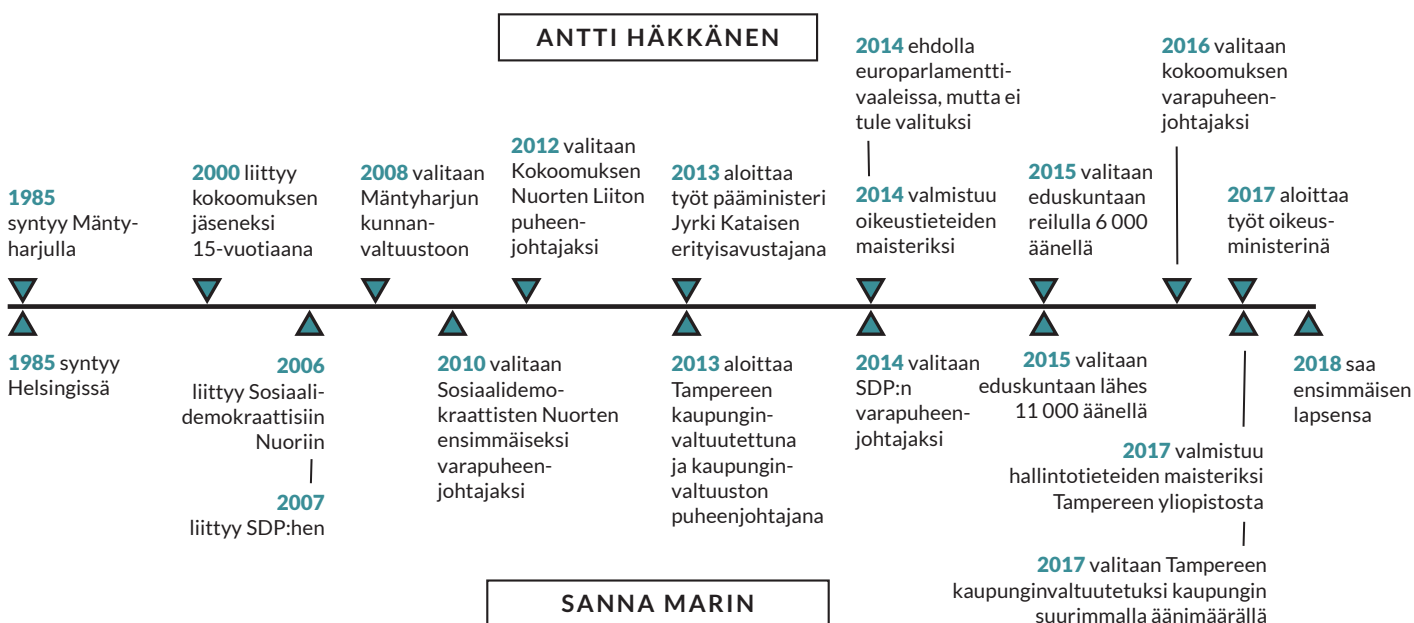 ANTTI HÄKKÄNEN
1985
syntyy Mänty-
harjulla
2000 liittyy
kokoomuksen
jäseneksi
15-vuotiaana
2008 valitaan
Mäntyharjun
kunnan-
valtuustoon
2012 valitaan
Kokoomuksen
Nuorten Liiton
puheen-
johtajaksi
2013 aloittaa
työt pääministeri
Jyrki Kataisen
erityisavustajana
2014 ehdolla
europarlamentti-
vaaleissa, mutta ei
tule valituksi
2014 valmistuu
oikeustieteiden
maisteriksi
2015 valitaan
eduskuntaan
reilulla 6 000
äänellä
2016 valitaan
kokoomuksen
varapuheen-
johtajaksi
2017 aloittaa
työt oikeus-
ministerinä
1985 syntyy
Helsingissä
2006
liittyy Sosiaali-
demokraattisiin
Nuoriin
2007
liittyy SDP:hen
2010 valitaan
Sosiaalidemo-
kraattisten Nuorten
ensimmäiseksi
varapuheen-
johtajaksi
2013 aloittaa
Tampereen
kaupungin-
valtuutettuna
ja kaupungin-
valtuuston
puheenjohtajana
2014 valitaan
SDP:n
varapuheen-
johtajaksi
2015 valitaan
eduskuntaan lähes
11 000 äänellä
2017 valmistuu
hallintotieteiden maisteriksi
Tampereen yliopistosta
2017 valitaan Tampereen
kaupunginvaltuutetuksi kaupungin
suurimmalla äänimäärällä
2018 saa
ensimmäisen
lapsensa
SANNA MARIN